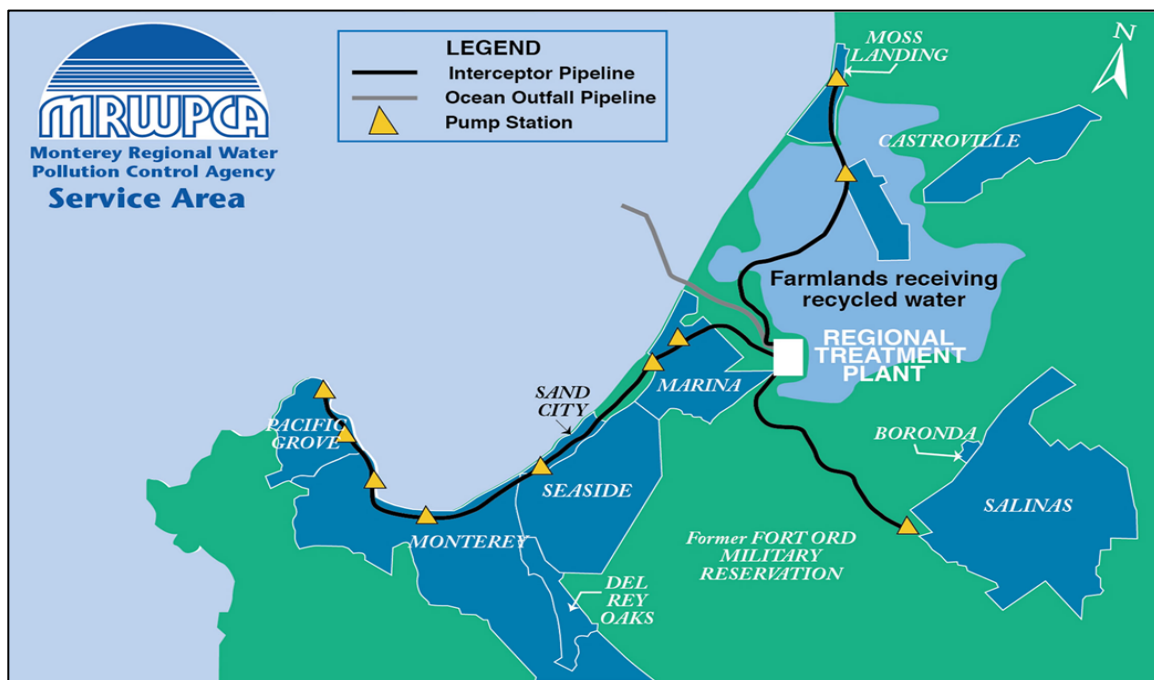 MRWPCA
Monterey Regional Water
Pollution Control Agency
Service Area
LEGEND
Interceptor Pipeline
Ocean Outfall Pipeline
Pump Station
MOSS
LANDING
N
CASTROVILLE
Farmlands receiving
recycled water
REGIONAL
TREATMENT
PLANT
MARINA
SAND
CITY
PACIFIC
GROVE
BORONDA
SEASIDE
SALINAS
MONTEREY
Former FORT ORD
MILITARY
RESERVATION
DEL
REY
OAKS